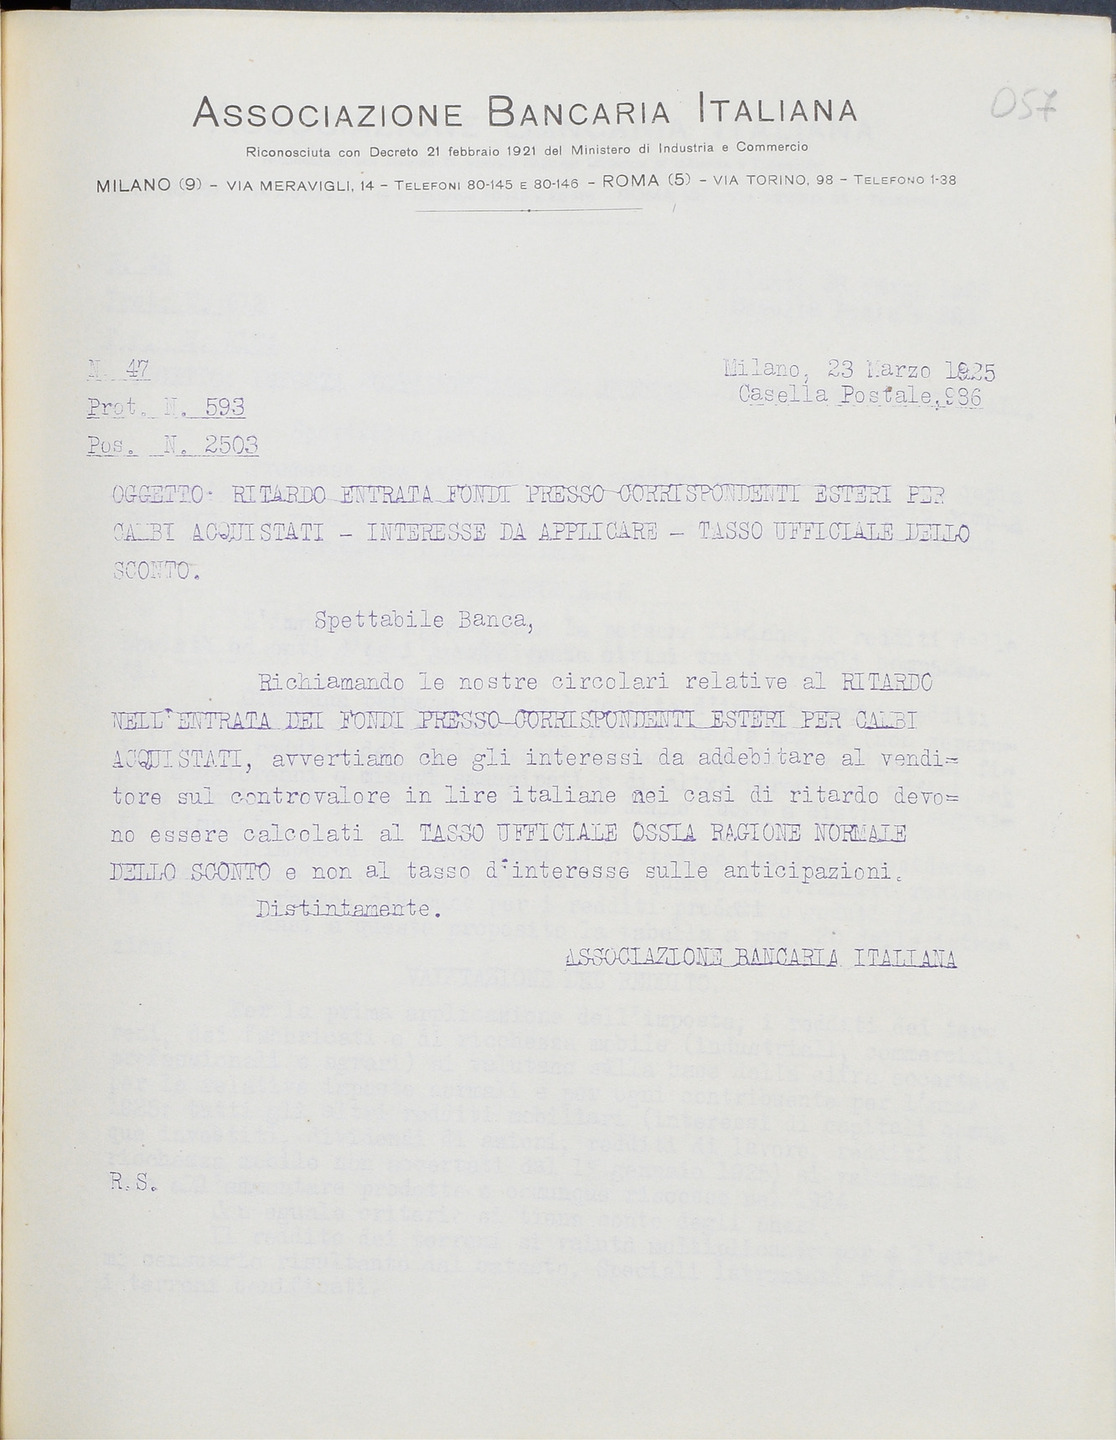 057
ASSOCIAZIONE BANCARIA ITALIANA
Riconosciuta con Decreto 21 febbraio 1921 del Ministero di Industria e Commercio
MILANO (9) – VIA MERAVIGLI, 14 – TELEFONI 80-145 E 80-146 – ROMA (5) – VIA TORINO, 98 – TELEFONO 1-38
N. 47
Milano, 23 Marzo 1925
Casella Postale, 986
Prot. N. 593
Pos. N. 2503
OGGETTO: RITARDO ENTRATA FONDI PRESSO CORRISPONDENTI ESTERI PER
CAMBI ACQUISTATI – INTERESSE DA APPLICARE – TASSO UFFICIALE DELLO
SCONTO.
Spettabile Banca,
Richiamando le nostre circolari relative al RITARDO
NELL'ENTRATA DEI FONDI PRESSO CORRISPONDENTI ESTERI PER CAMBI
ACQUISTATI, avvertiamo che gli interessi da addebitare al vendi=
tore sul controvalore in lire italiane nei casi di ritardo devo=
no essere calcolati al TASSO UFFICIALE OSSIA RAGIONE NORMALE
DELLO SCONTO e non al tasso d'interesse sulle anticipazioni.
Distintamente.
ASSOCIAZIONE BANCARIA ITALIANA
R.S.